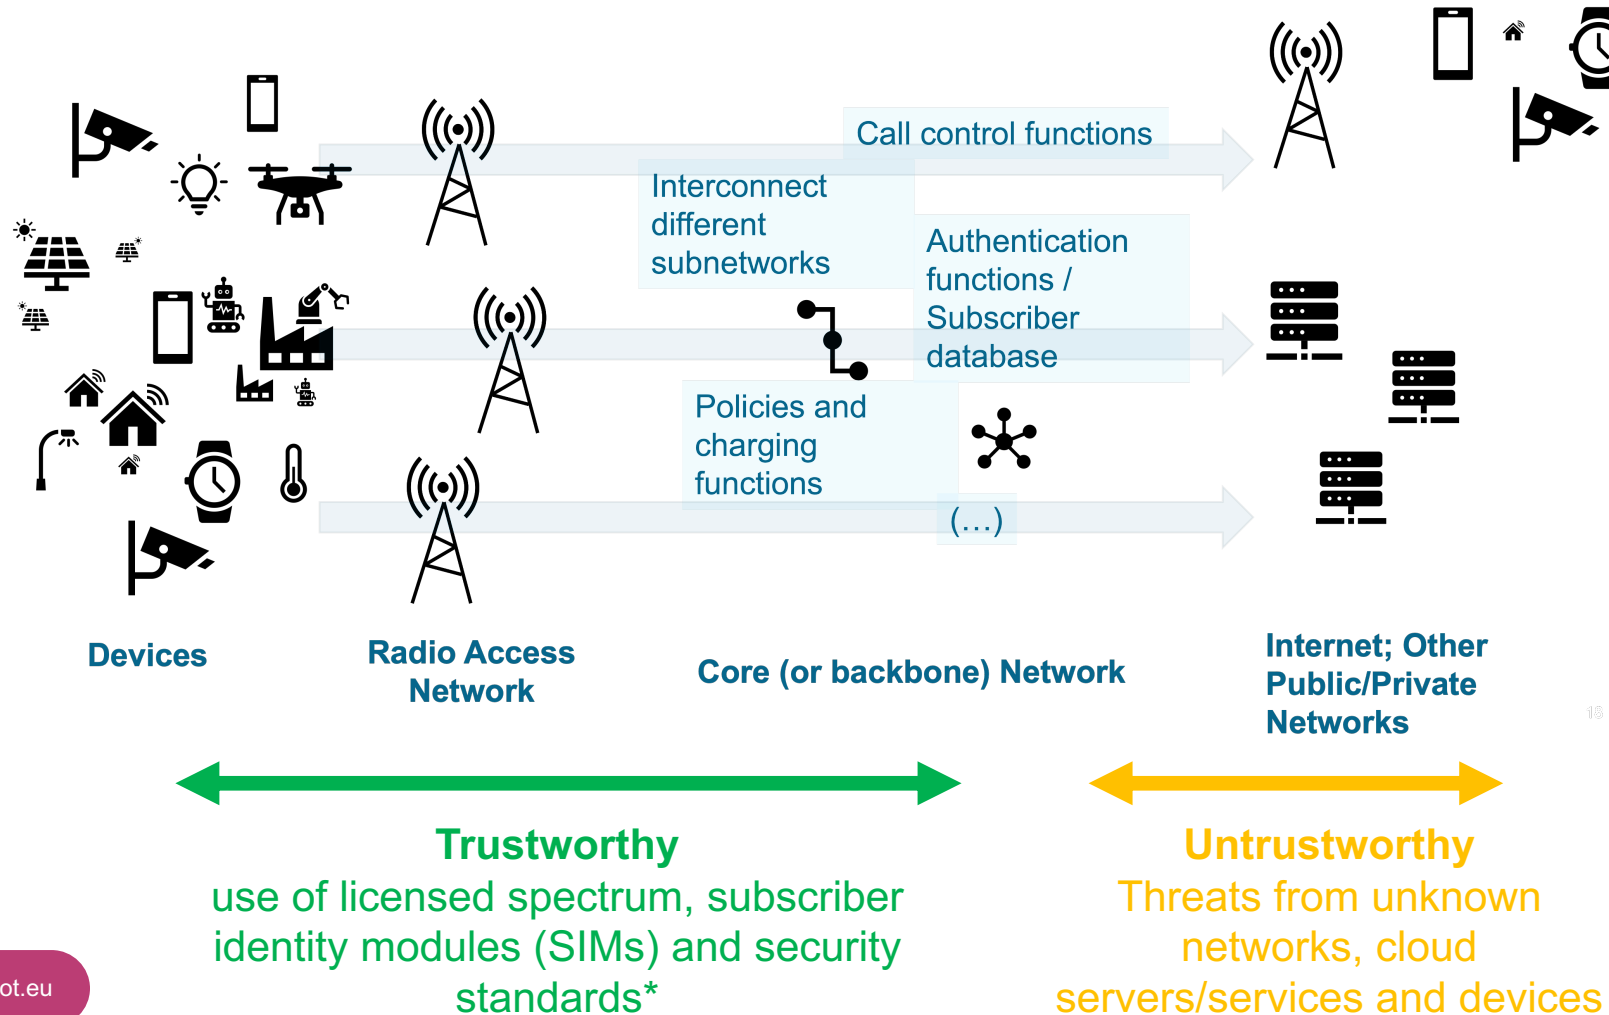 Call control functions
Interconnect
different
subnetworks
Authentication
functions /
Subscriber
database
Policies and
charging
functions
(…)
Devices
Radio Access
Network
Core (or backbone) Network
Internet; Other
Public/Private
Networks
18
Trustworthy
use of licensed spectrum, subscriber
identity modules (SIMs) and security
standards*
Untrustworthy
Threats from unknown
networks, cloud
servers/services and devices
ot.eu